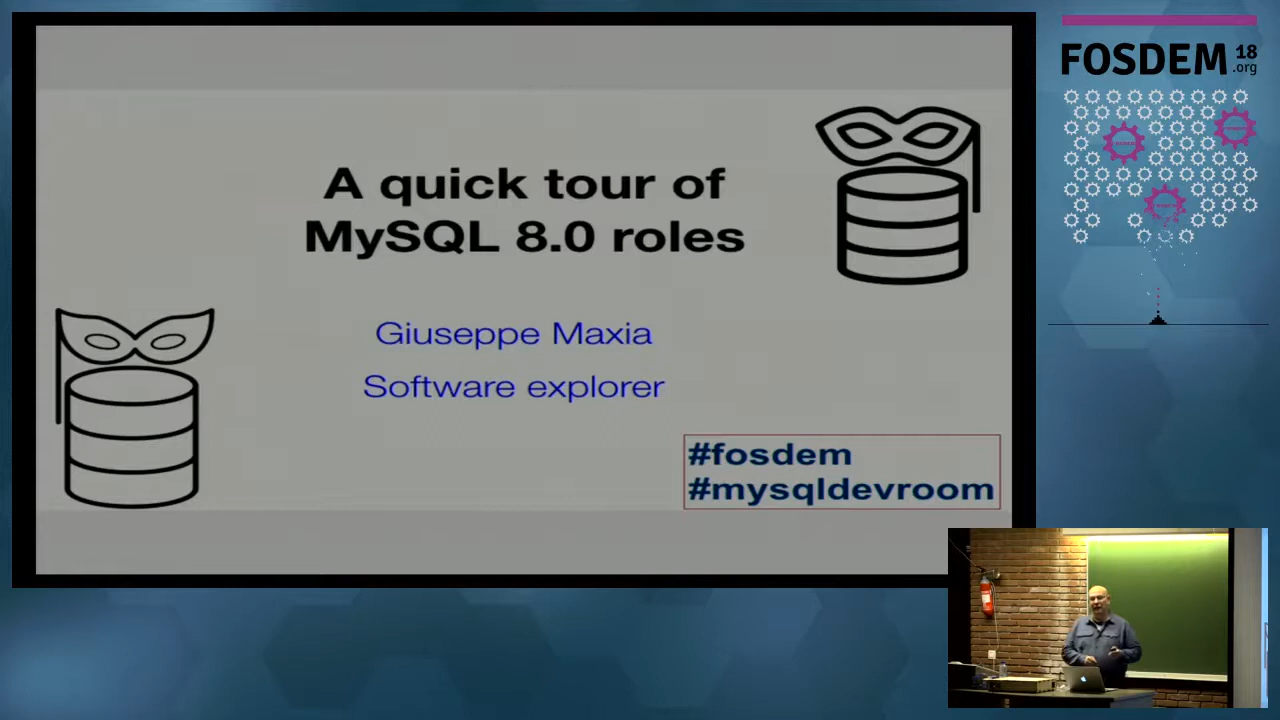 A quick tour of
MySQL 8.0 roles
Giuseppe Maxia
Software explorer
#fosdem
#mysqldevroom
FOSDEM 18
.org